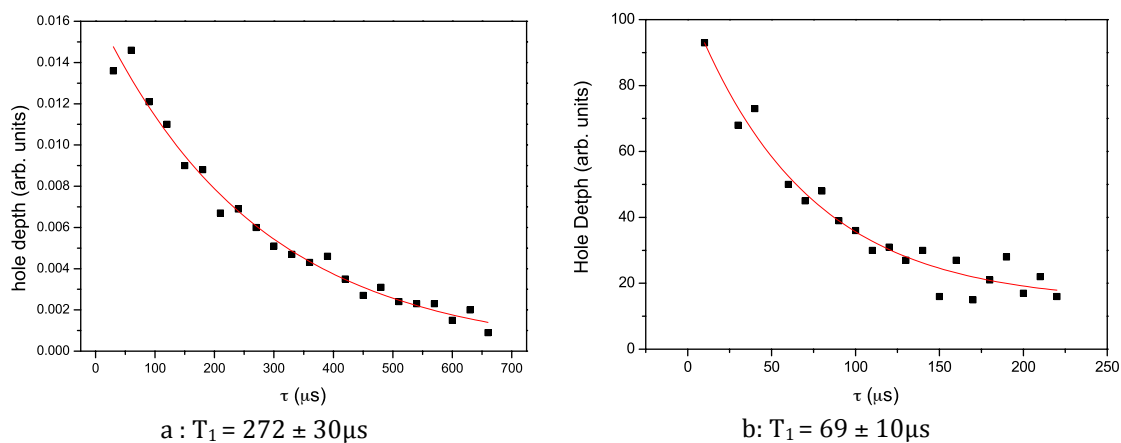 0.016
0.014
0.012
0.010
0.008
0.006
0.004
0.002
0.000
hole depth (arb. units)
0 100 200 300 400 500 600 700
τ (μs)
a : T₁ = 272 ± 30μs
100
80
60
40
20
0
Hole Detph (arb. units)
0 50 100 150 200 250
τ (μs)
b: T₁ = 69 ± 10μs